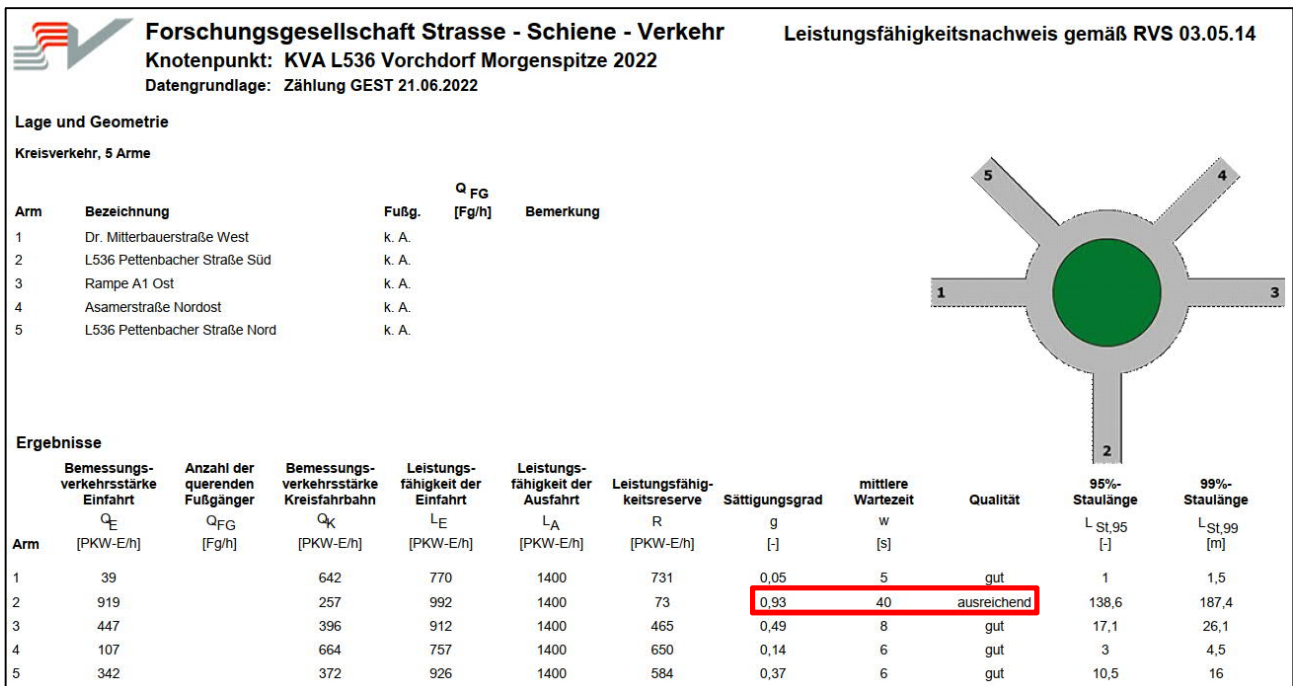 Forschungsgesellschaft Strasse - Schiene - Verkehr Leistungsfähigkeitsnachweis gemäß RVS 03.05.14
Knotenpunkt: KVA L536 Vorchdorf Morgenspitze 2022
Datengrundlage: Zählung GEST 21.06.2022
Lage und Geometrie
Kreisverkehr, 5 Arme
Q FG
Arm Bezeichnung Fußg. [Fg/h] Bemerkung
1 Dr. Mitterbauerstraße West k. A.
2 L536 Pettenbacher Straße Süd k. A.
3 Rampe A1 Ost k. A.
4 Asamerstraße Nordost k. A.
5 L536 Pettenbacher Straße Nord k. A.
5 4
1 3
2
Ergebnisse
Bemessungs- Anzahl der Bemessungs- Leistungs- Leistungs-
verkehrsstärke querenden verkehrsstärke fähigkeit der fähigkeit der Leistungsfähig- mittlere 95%- 99%-
Einfahrt Fußgänger Kreisfahrbahn Einfahrt Ausfahrt keitsreserve Sättigungsgrad Wartezeit Qualität Staulänge Staulänge
QE QFG QK LE LA R g w L St,95 LSt,99
Arm [PKW-E/h] [Fg/h] [PKW-E/h] [PKW-E/h] [PKW-E/h] [PKW-E/h] [-] [s] [-] [m]
1 39 642 770 1400 731 0,05 5 gut 1 1,5
2 919 257 992 1400 73 0,93 40 ausreichend 138,6 187,4
3 447 396 912 1400 465 0,49 8 gut 17,1 26,1
4 107 664 757 1400 650 0,14 6 gut 3 4,5
5 342 372 926 1400 584 0,37 6 gut 10,5 16